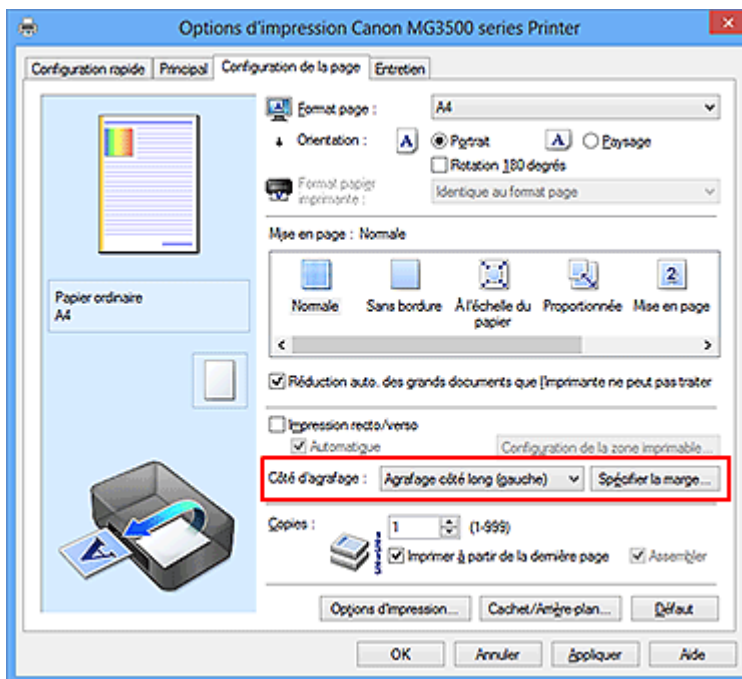 Options d'impression Canon MG3500 series Printer
Configuration rapide Principal Configuration de la page Entretien
Format page : A4
Orientation : A Portrait A Paysage
Rotation 180 degrés
Format papier imprimante : Identique au format page
Mise en page : Normale
Normale Sans bordure À l'échelle du papier Proportionnée Mise en page
Papier ordinaire
A4
Réduction auto. des grands documents que l'imprimante ne peut pas traiter
Impression recto/verso
Automatique Configuration de la zone imprimable...
Côté d'agrafage : Agrafage côté long (gauche) Spécifier la marge...
Copies : 1 (1-999)
Imprimer à partir de la dernière page Assembler
Options d'impression... Cachet/Arrière-plan... Défaut
OK Annuler Appliquer Aide